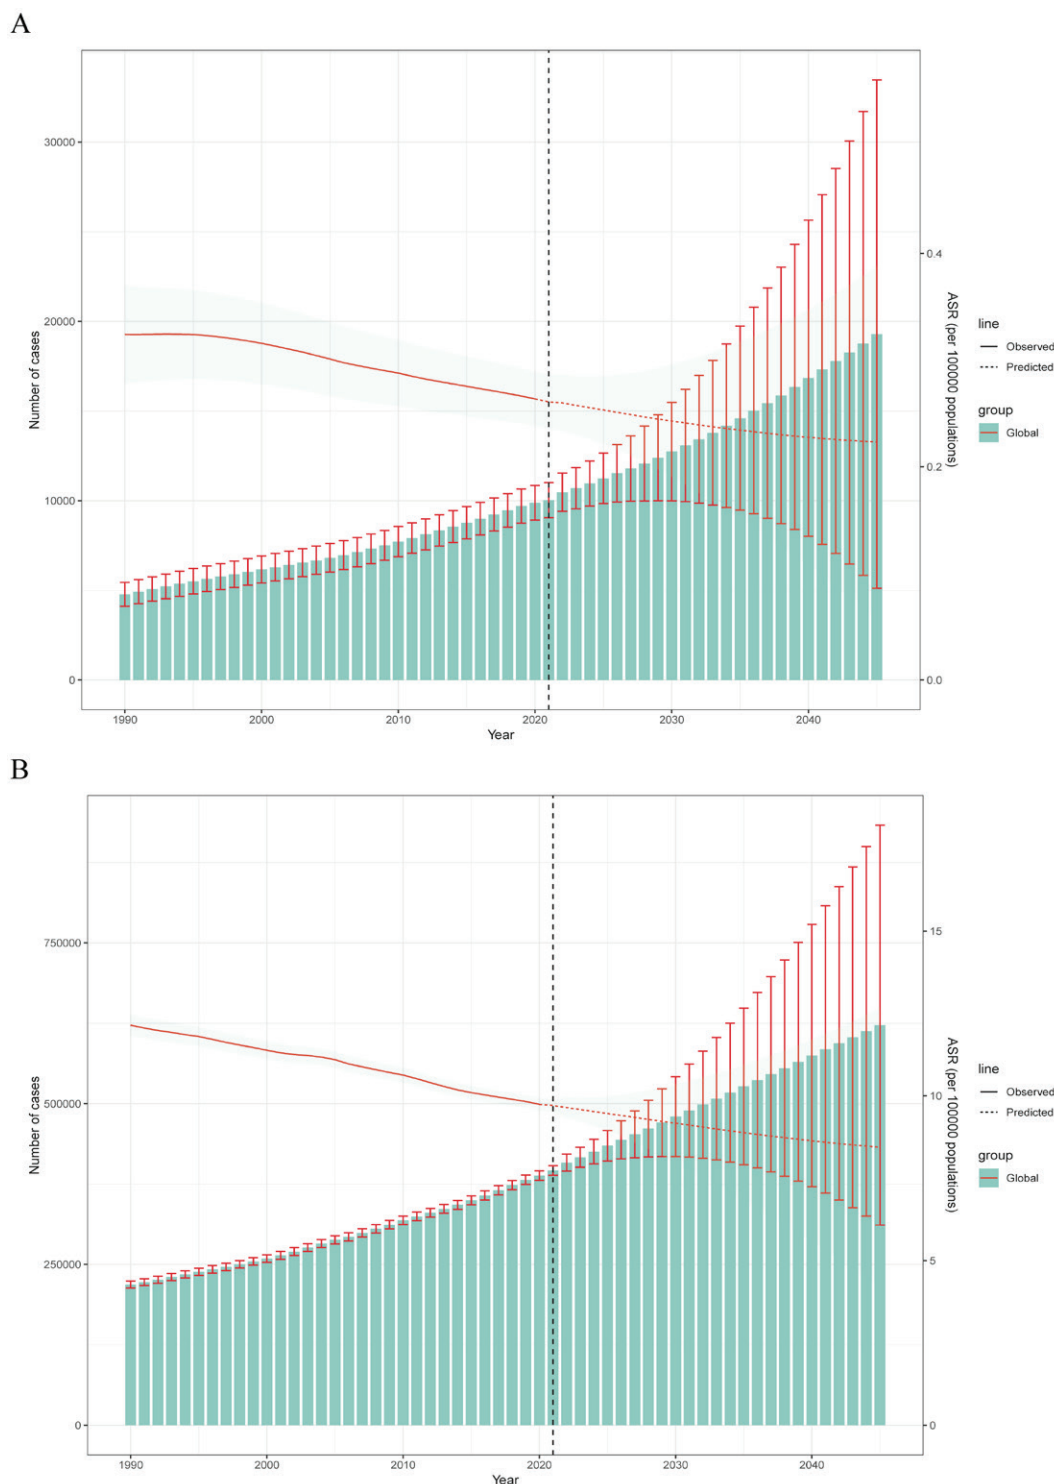 A
30000
20000
10000
0
Number of cases
0.4
0.2
0.0
ASR (per 100000 populations)
1990
2000
2010
2020
2030
2040
Year
line
Observed
Predicted
group
Global
B
750000
500000
250000
0
Number of cases
15
10
5
0
ASR (per 100000 populations)
1990
2000
2010
2020
2030
2040
Year
line
Observed
Predicted
group
Global